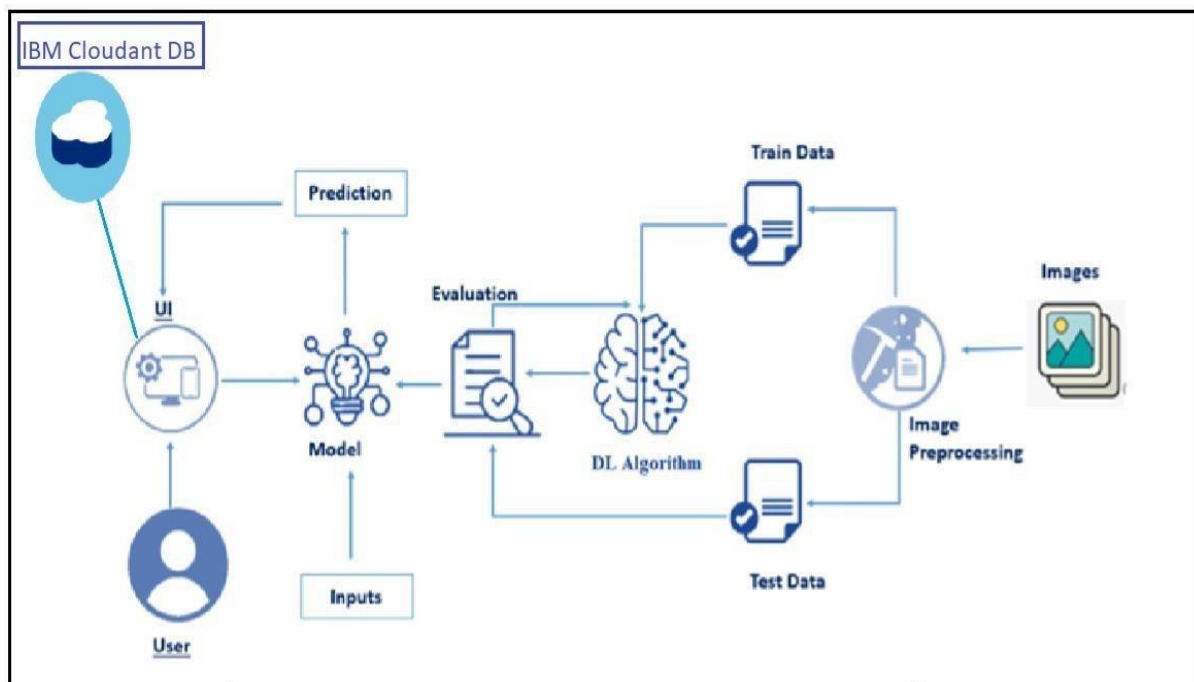 IBM Cloudant DB
Train Data
Prediction
Images
Evaluation
UI
Image
Preprocessing
Model
DL Algorithm
Test Data
Inputs
User